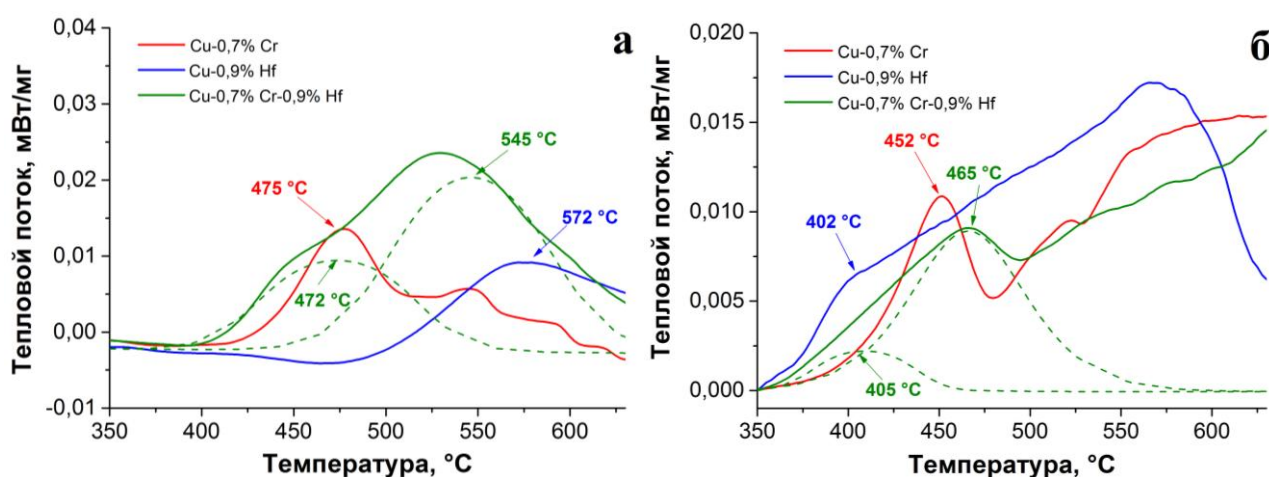 а
Тепловой поток, мВт/мг
0,04
0,03
0,02
0,01
0,00
-0,01
Cu-0,7% Cr
Cu-0,9% Hf
Cu-0,7% Cr-0,9% Hf
545 °C
475 °C
572 °C
472 °C
350 400 450 500 550 600
Температура, °C
б
Тепловой поток, мВт/мг
0,020
0,015
0,010
0,005
0,000
Cu-0,7% Cr
Cu-0,9% Hf
Cu-0,7% Cr-0,9% Hf
452 °C
465 °C
402 °C
405 °C
350 400 450 500 550 600
Температура, °C